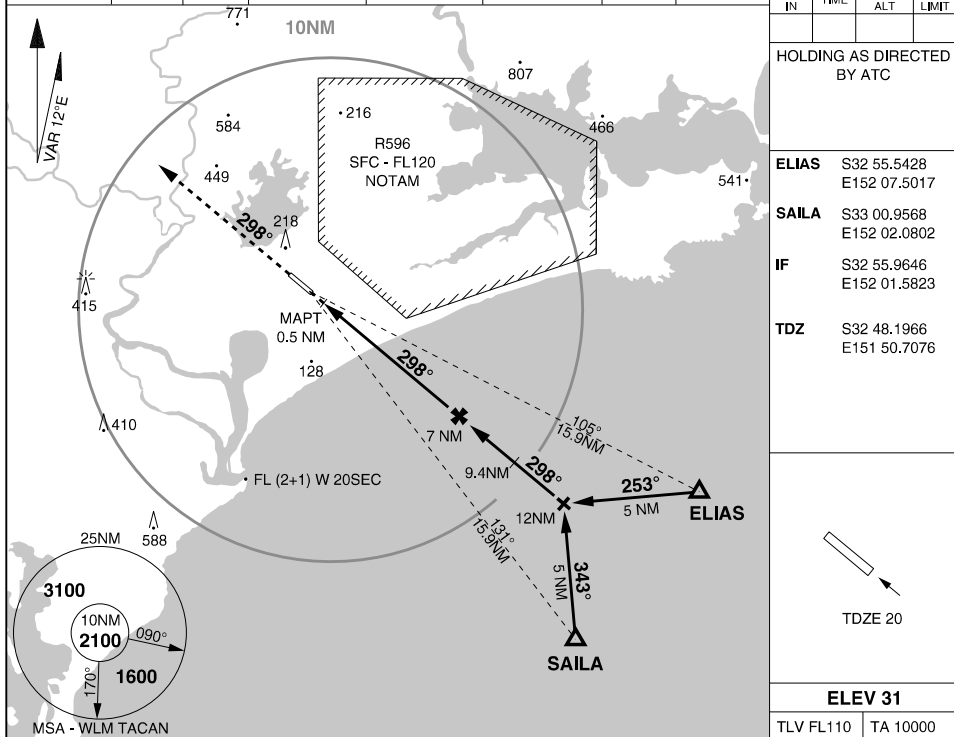 IN TIME ALT LIMIT
771
10NM
HOLDING AS DIRECTED
BY ATC
VAR 12°E
807
216
584
R596
SFC - FL120
NOTAM
466
449
541
ELIAS S32 55.5428
E152 07.5017
SAILA S33 00.9568
E152 02.0802
IF S32 55.9646
E152 01.5823
TDZ S32 48.1966
E151 50.7076
298°
218
415
MAPT
0.5 NM
128
298°
7 NM
105°
15.9NM
410
9.4NM
298°
FL (2+1) W 20SEC
253°
5 NM
ELIAS
12NM
131°
15.9NM
588
343°
5 NM
SAILA
25NM
3100
10NM
2100
090°
1600
170°
MSA - WLM TACAN
TDZE 20
ELEV 31
TLV FL110 TA 10000